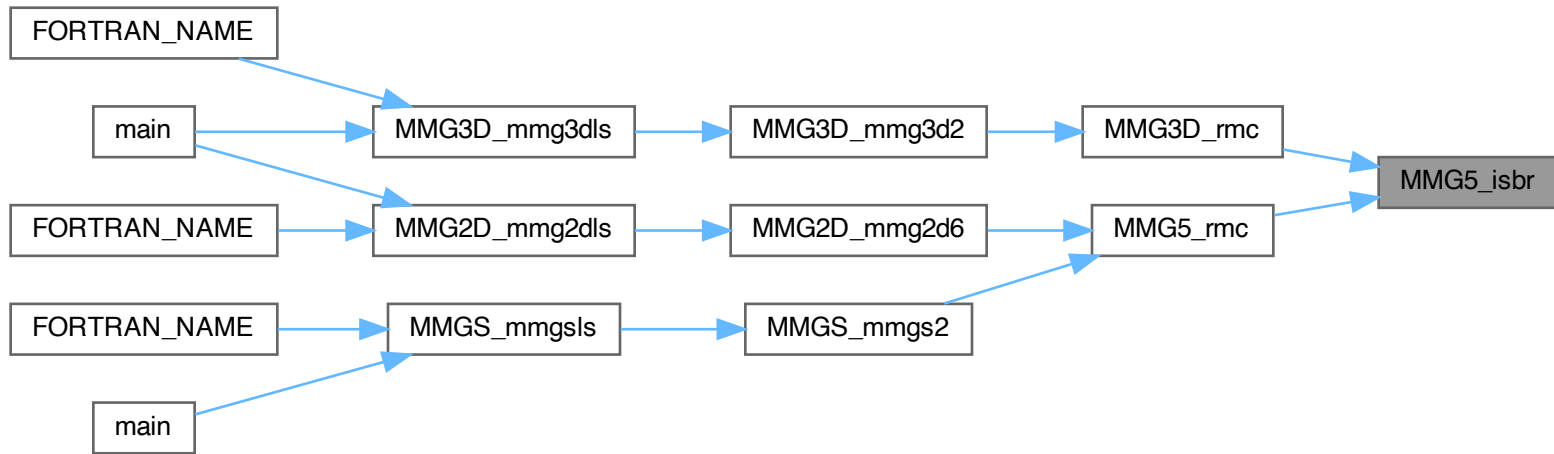 FORTRAN_NAME
main
MMG3D_mmg3dls
MMG3D_mmg3d2
MMG3D_rmc
MMG5_isbr
FORTRAN_NAME
MMG2D_mmg2dls
MMG2D_mmg2d6
MMG5_rmc
FORTRAN_NAME
MMGS_mmgsls
MMGS_mmgs2
main